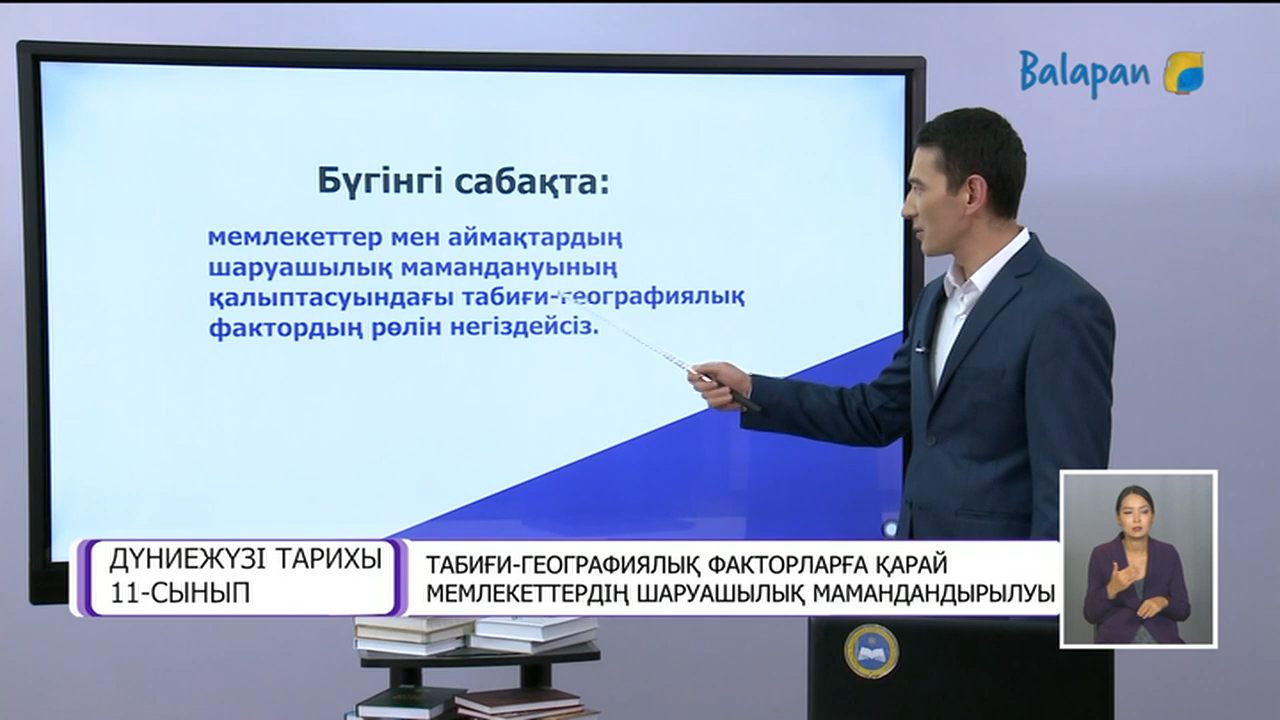 Balapan
Бүгінгі сабақта:
мемлекеттер мен аймақтардың
шаруашылық мамандануының
қалыптасуындағы табиғи-географиялық
фактордың рөлін негіздейсіз.
ДҮНИЕЖҮЗІ ТАРИХЫ
11-СЫНЫП
ТАБИҒИ-ГЕОГРАФИЯЛЫҚ ФАКТОРЛАРҒА ҚАРАЙ
МЕМЛЕКЕТТЕРДІҢ ШАРУАШЫЛЫҚ МАМАНДАНДЫРЫЛУЫ